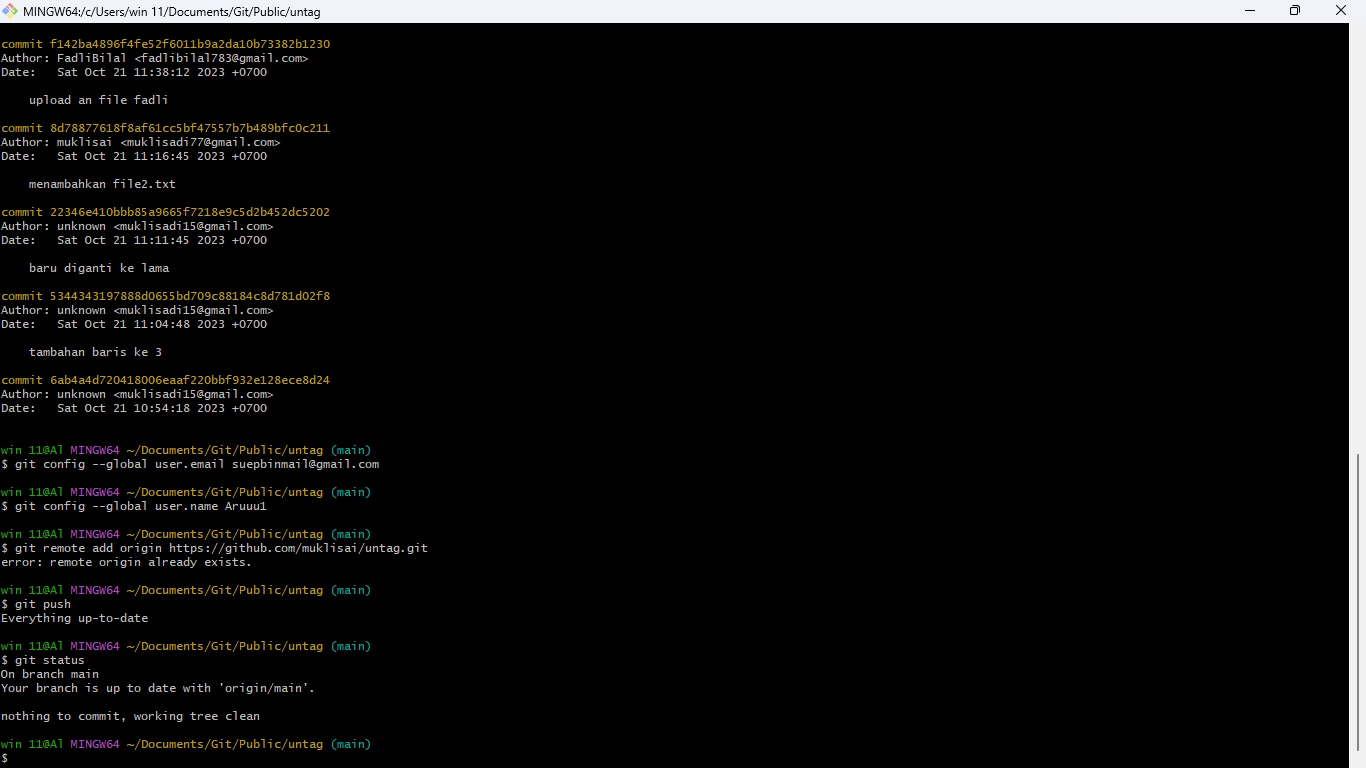 MINGW64:/c/Users/win 11/Documents/Git/Public/untag
commit f142ba4896f4fe52f6011b9a2da10b73382b1230
Author: FadliBilal <fadlibilal783@gmail.com>
Date:   Sat Oct 21 11:38:12 2023 +0700
    upload an file fadli
commit 8d78877618f8af61cc5bf47557b7b489bfc0c211
Author: muklisai <muklisadi77@gmail.com>
Date:   Sat Oct 21 11:16:45 2023 +0700
    menambahkan file2.txt
commit 22346e410bbb85a9665f7218e9c5d2b452dc5202
Author: unknown <muklisadi15@gmail.com>
Date:   Sat Oct 21 11:11:45 2023 +0700
    baru diganti ke lama
commit 5344343197888d0655bd709c88184c8d781d02f8
Author: unknown <muklisadi15@gmail.com>
Date:   Sat Oct 21 11:04:48 2023 +0700
    tambahan baris ke 3
commit 6ab4a4d720418006eaaf220bbf932e128ece8d24
Author: unknown <muklisadi15@gmail.com>
Date:   Sat Oct 21 10:54:18 2023 +0700
win 11@Al MINGW64 ~/Documents/Git/Public/untag (main)
$ git config --global user.email suepbinmail@gmail.com
win 11@Al MINGW64 ~/Documents/Git/Public/untag (main)
$ git config --global user.name Aruuu1
win 11@Al MINGW64 ~/Documents/Git/Public/untag (main)
$ git remote add origin https://github.com/muklisai/untag.git
error: remote origin already exists.
win 11@Al MINGW64 ~/Documents/Git/Public/untag (main)
$ git push
Everything up-to-date
win 11@Al MINGW64 ~/Documents/Git/Public/untag (main)
$ git status
On branch main
Your branch is up to date with 'origin/main'.
nothing to commit, working tree clean
win 11@Al MINGW64 ~/Documents/Git/Public/untag (main)
$